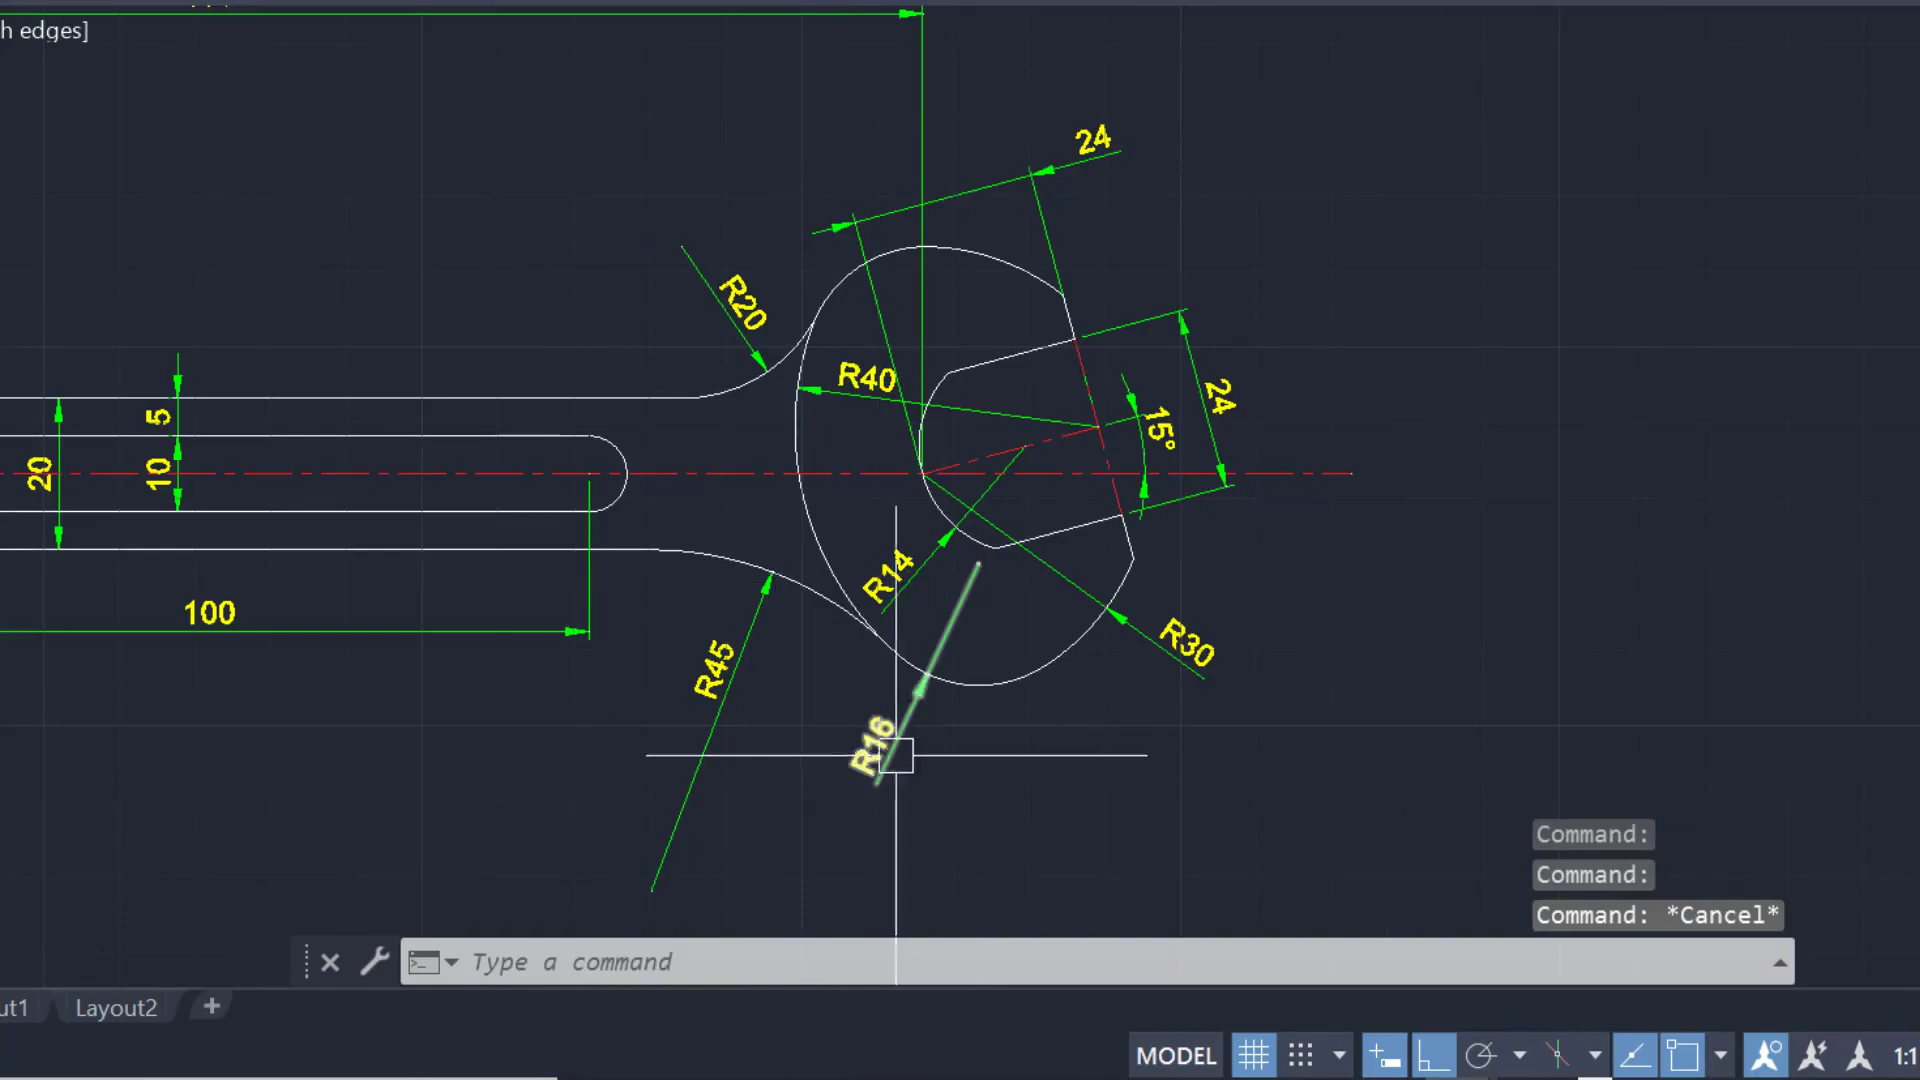 h edges]
24
R20
R40
24
15°
5
20
10
R14
100
R30
R45
R16
Command:
Command:
Command: *Cancel*
Type a command
ut1
Layout2
+
MODEL
1:1